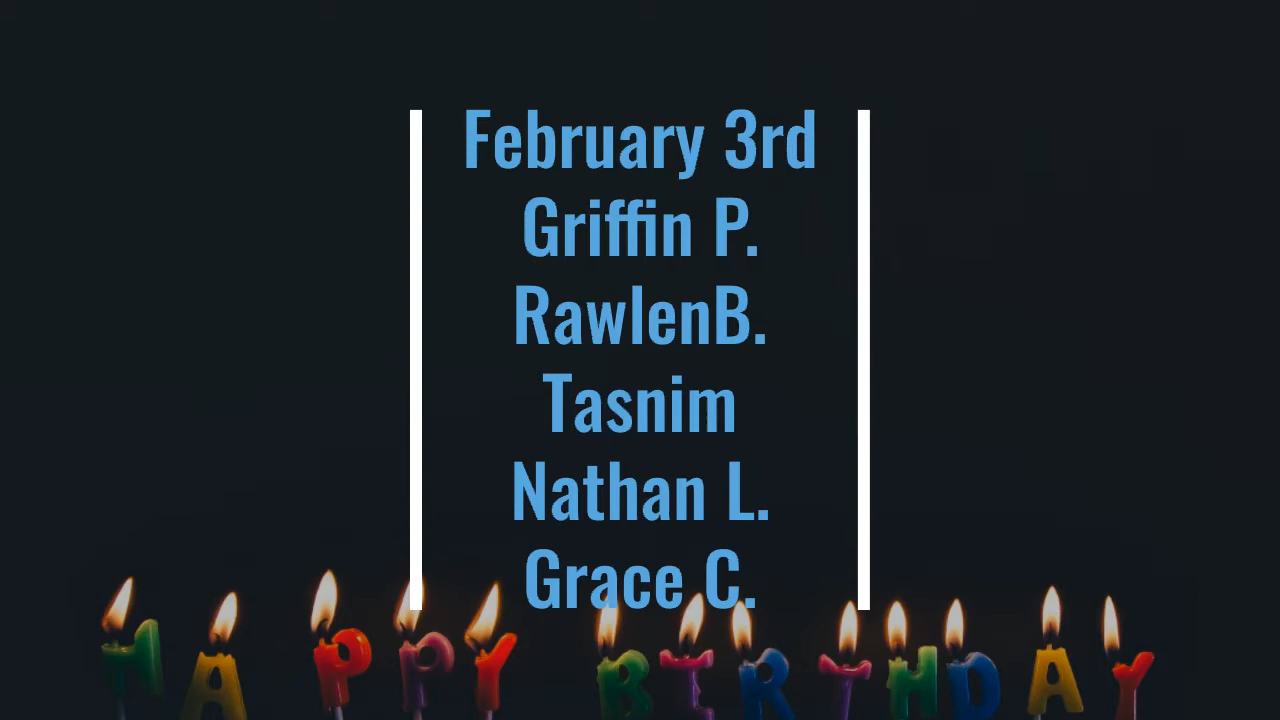 February 3rd
Griffin P.
RawlenB.
Tasnim
Nathan L.
Grace C.
HAPPY BIRTHDAY